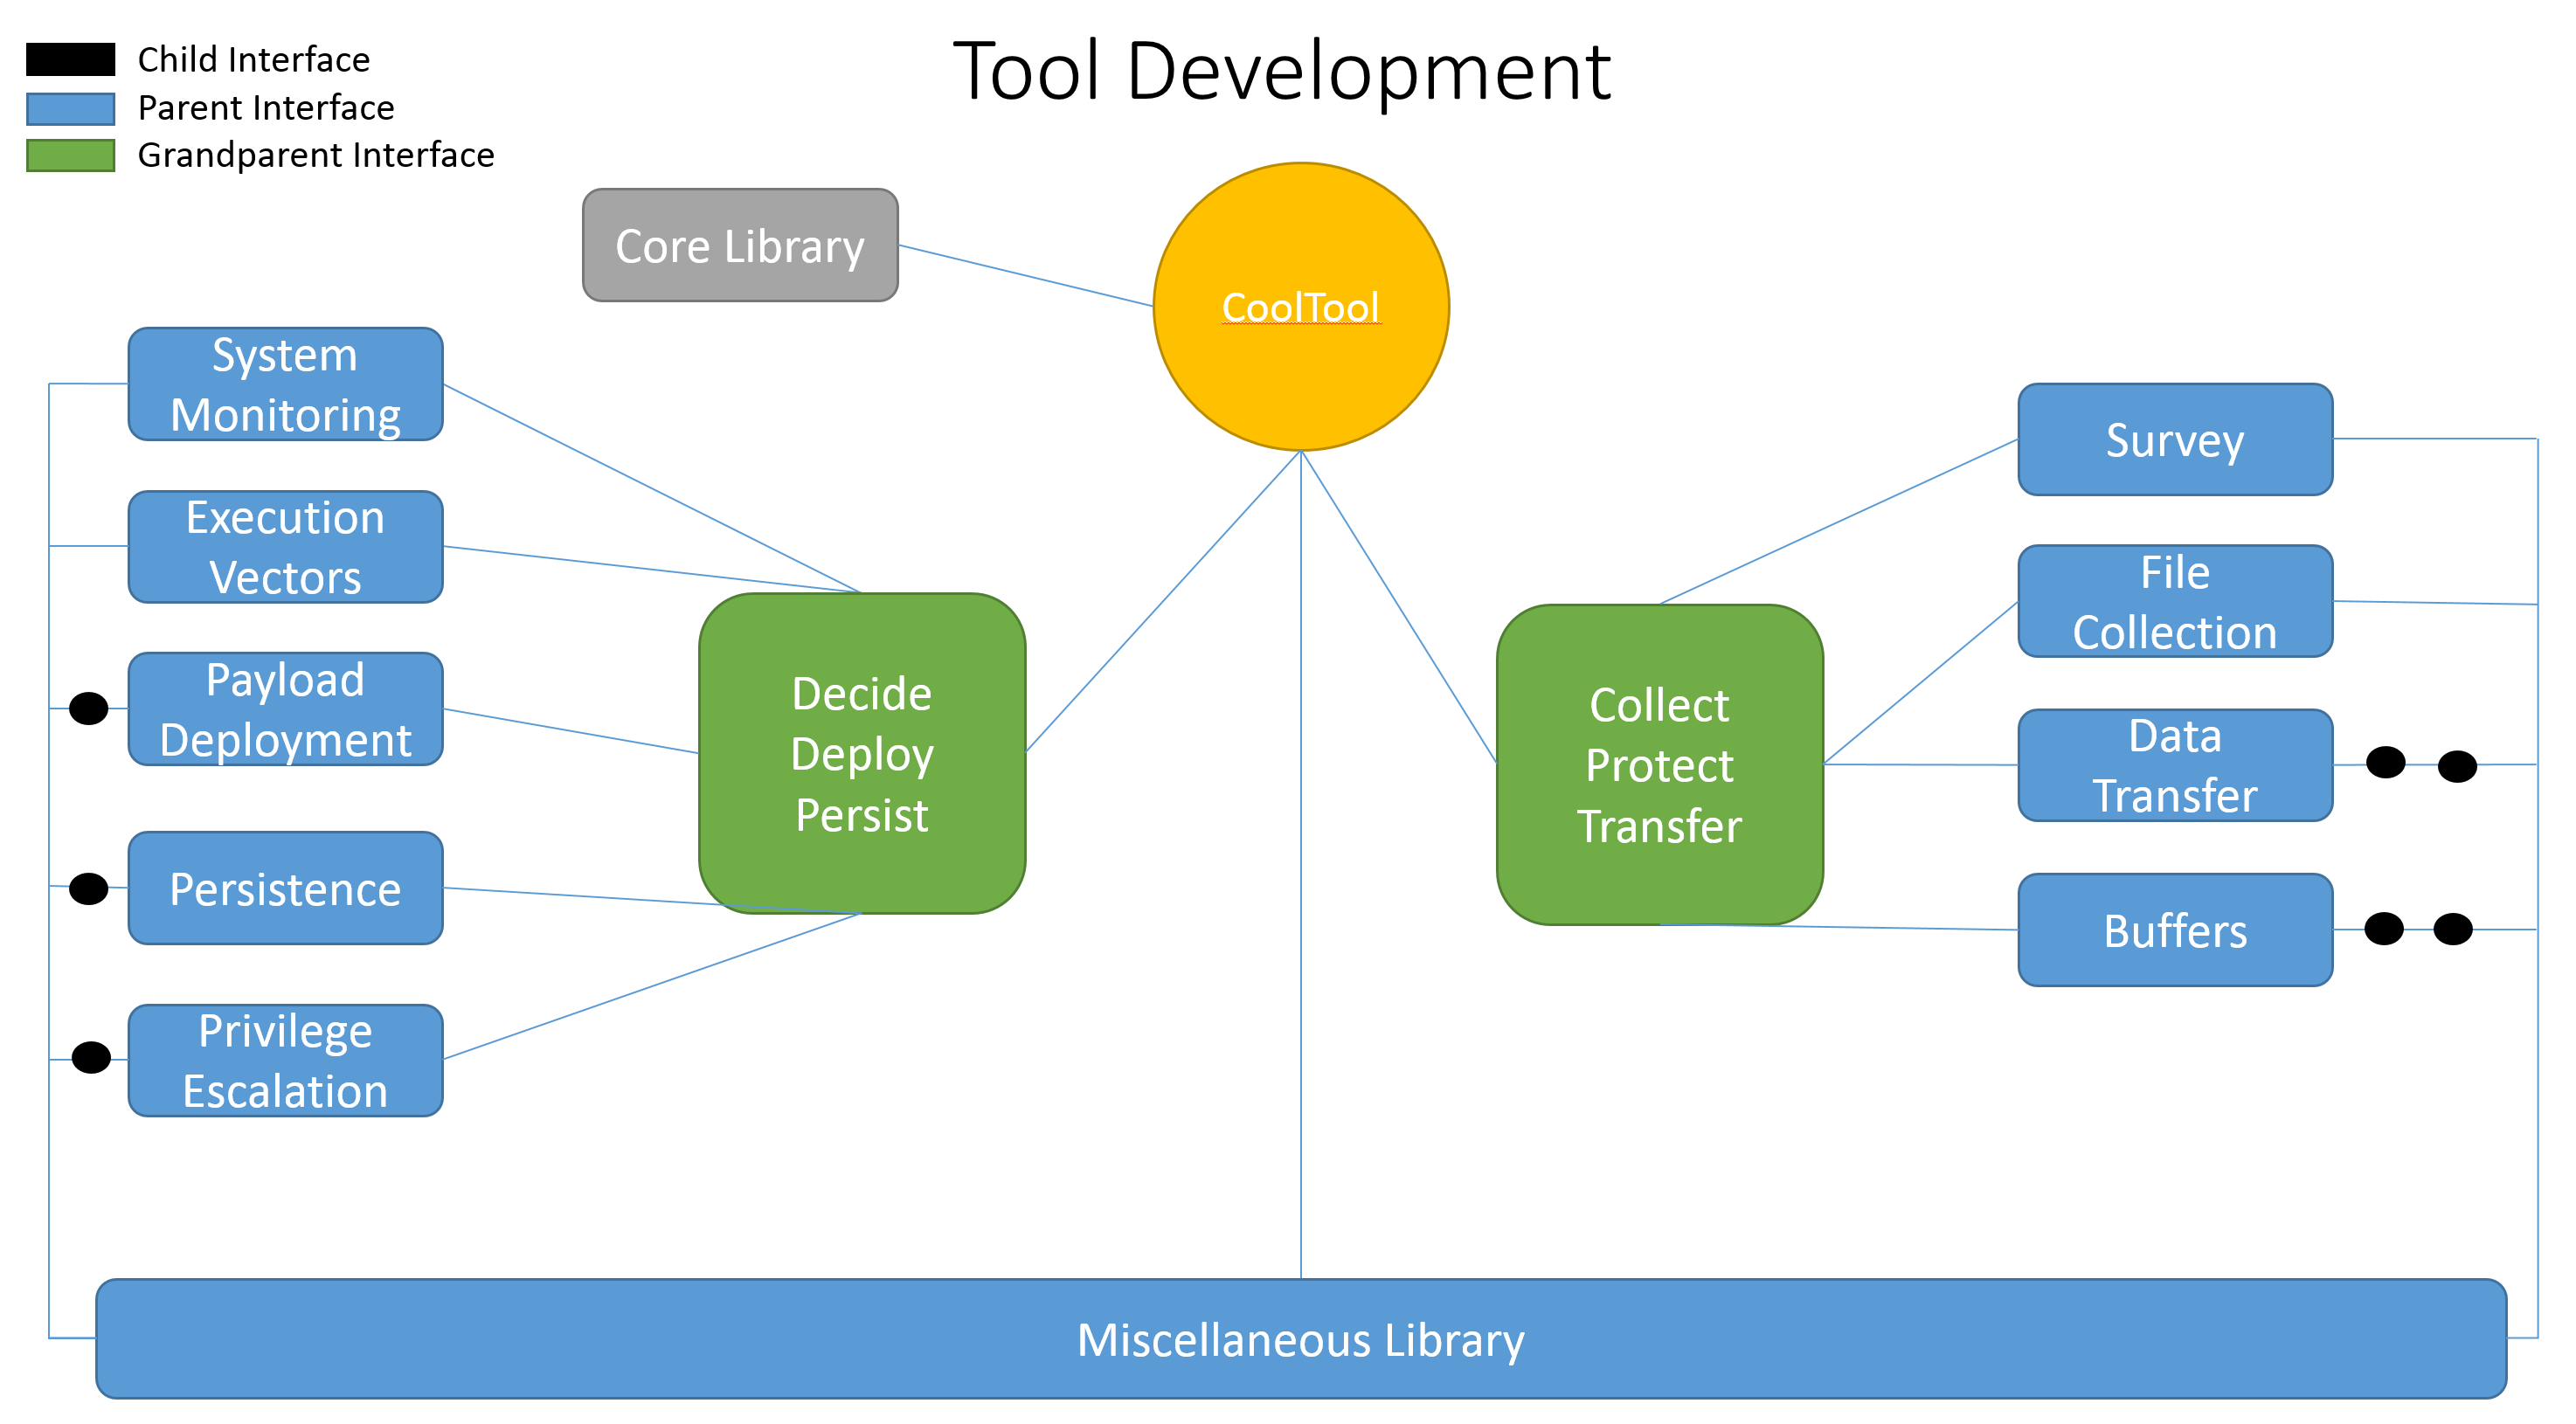 Tool Development
Child Interface
Parent Interface
Grandparent Interface
Core Library
CoolTool
System
Monitoring
Execution
Vectors
Payload
Deployment
Persistence
Privilege
Escalation
Decide
Deploy
Persist
Collect
Protect
Transfer
Survey
File
Collection
Data
Transfer
Buffers
Miscellaneous Library